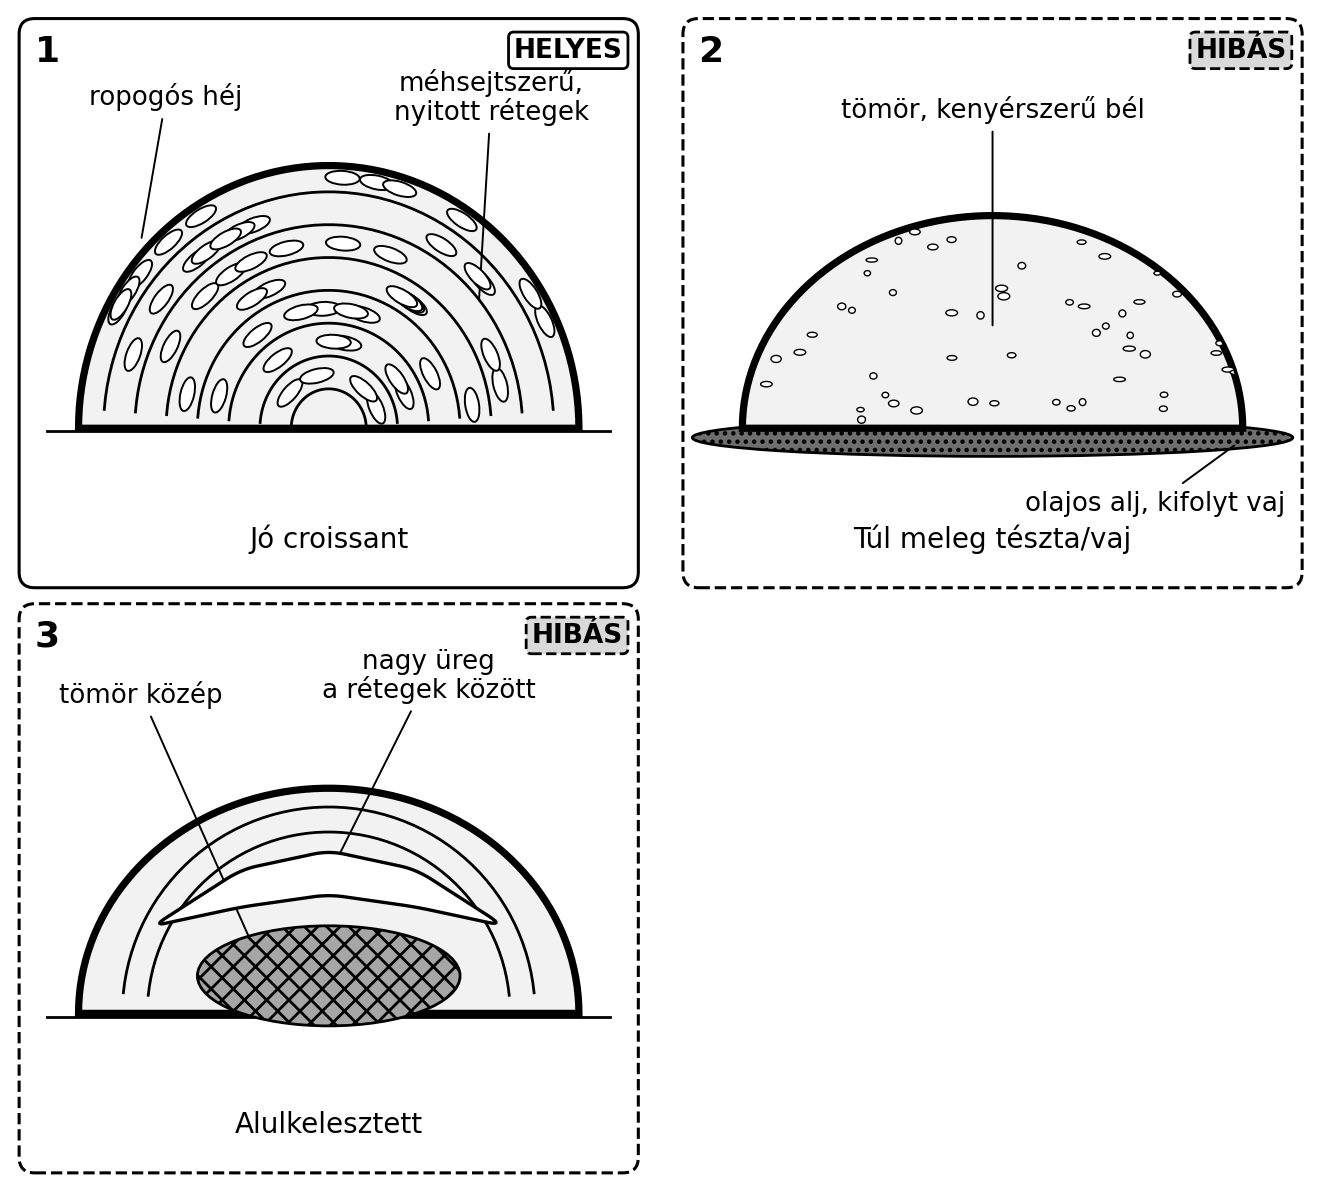 1
HELYES
ropogós héj
méhsejtszerű,
nyitott rétegek
Jó croissant
2
HIBÁS
tömör, kenyérszerű bél
olajos alj, kifolyt vaj
Túl meleg tészta/vaj
3
HIBÁS
tömör közép
nagy üreg
a rétegek között
Alulkelesztett